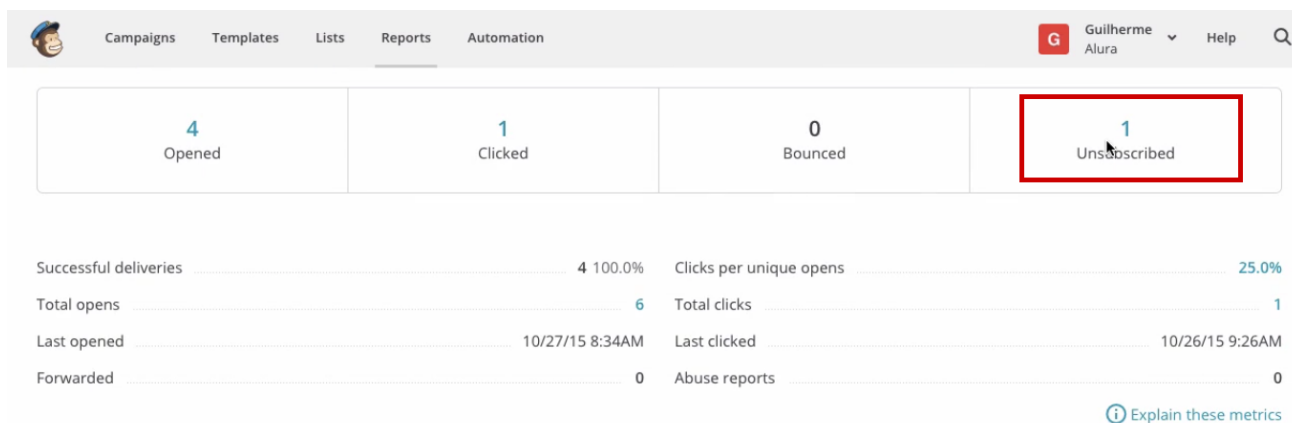 Campaigns Templates Lists Reports Automation G Guilherme Help
Alura
4 1 0 1
Opened Clicked Bounced Unsubscribed
Successful deliveries 4 100.0% Clicks per unique opens 25.0%
Total opens 6 Total clicks 1
Last opened 10/27/15 8:34AM Last clicked 10/26/15 9:26AM
Forwarded 0 Abuse reports 0
Explain these metrics